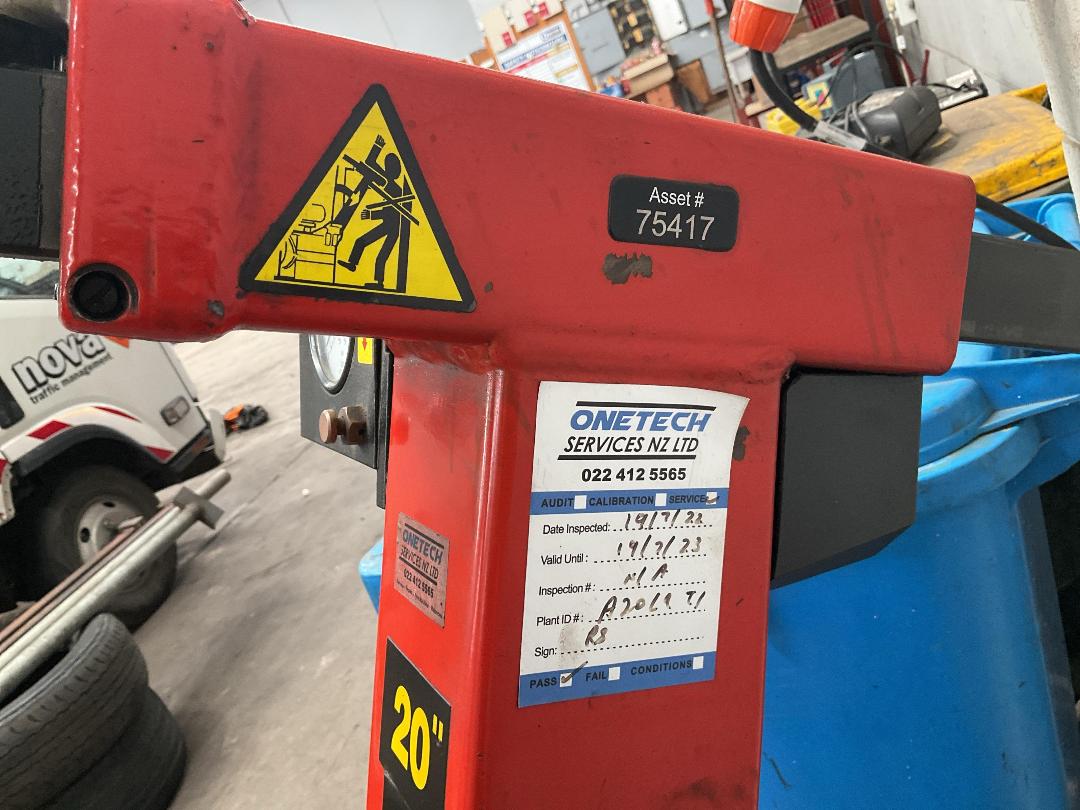 Asset #
75417
nova
traffic management
ONETECH
SERVICES NZ LTD
022 412 5565
AUDIT CALIBRATION SERVICE
Date Inspected: 19/7/22
Valid Until: 19/7/23
Inspection #: N/A
Plant ID #:
Sign: RS
PASS FAIL CONDITIONS
ONETECH
SERVICES NZ LTD
022 412 5565
20"